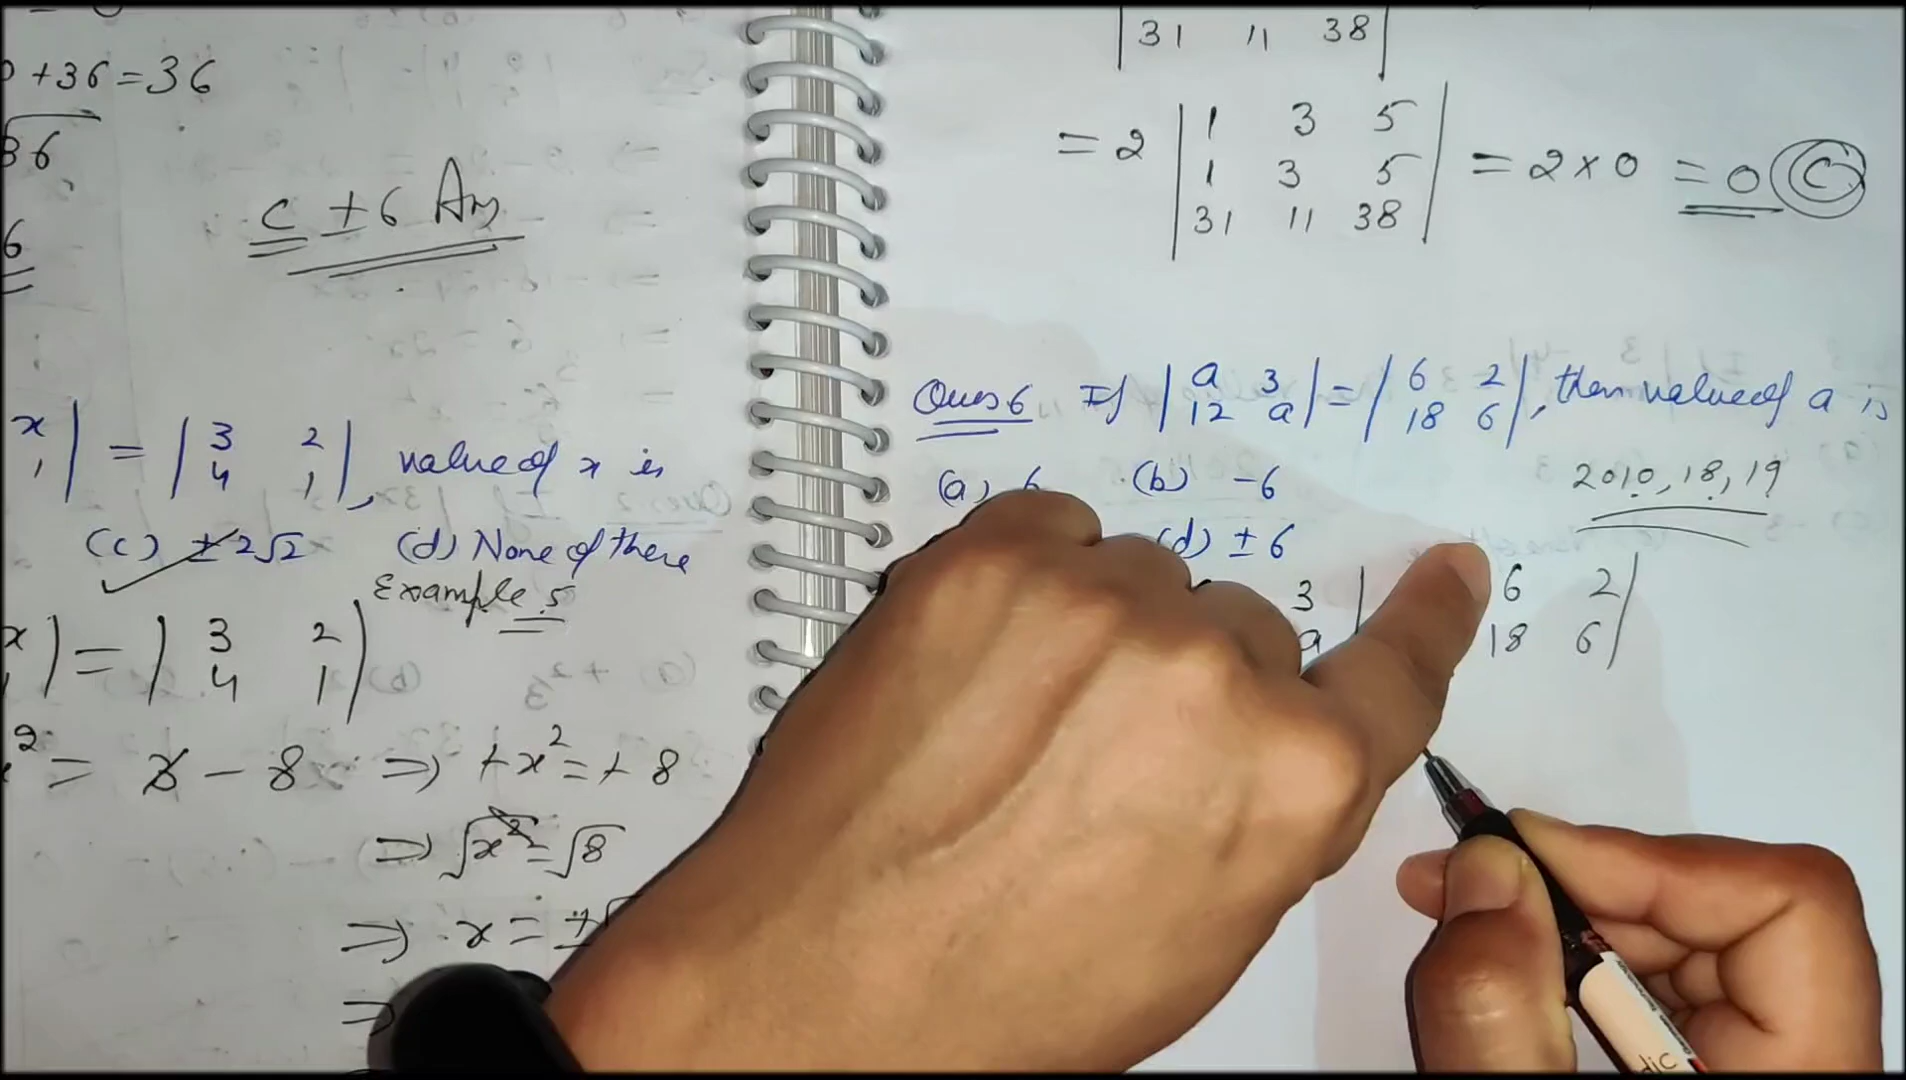 +36=36
36
6
c ±6 Ans
x | = | 3 2 |, value of x is
1 | | 4 1 |
(c) ±2√2 (d) None of there
Example 5
x | = | 3 2 |
| 4 1 |
2 = 3 - 8 => +x² = + 8
=> √x² = √8
=> x = ±√
=>
| 31 11 38 |
= 2 | 1 3 5 | = 2 × 0 = 0 (C)
| 1 3 5 |
| 31 11 38 |
Ques 6 If | a 3 | = | 6 2 |, then value of a is
| 12 a | | 18 6 |
(a) 6 (b) -6 2010, 18, 19
(d) ±6
3 | 6 2 |
a | 18 6 |
dic